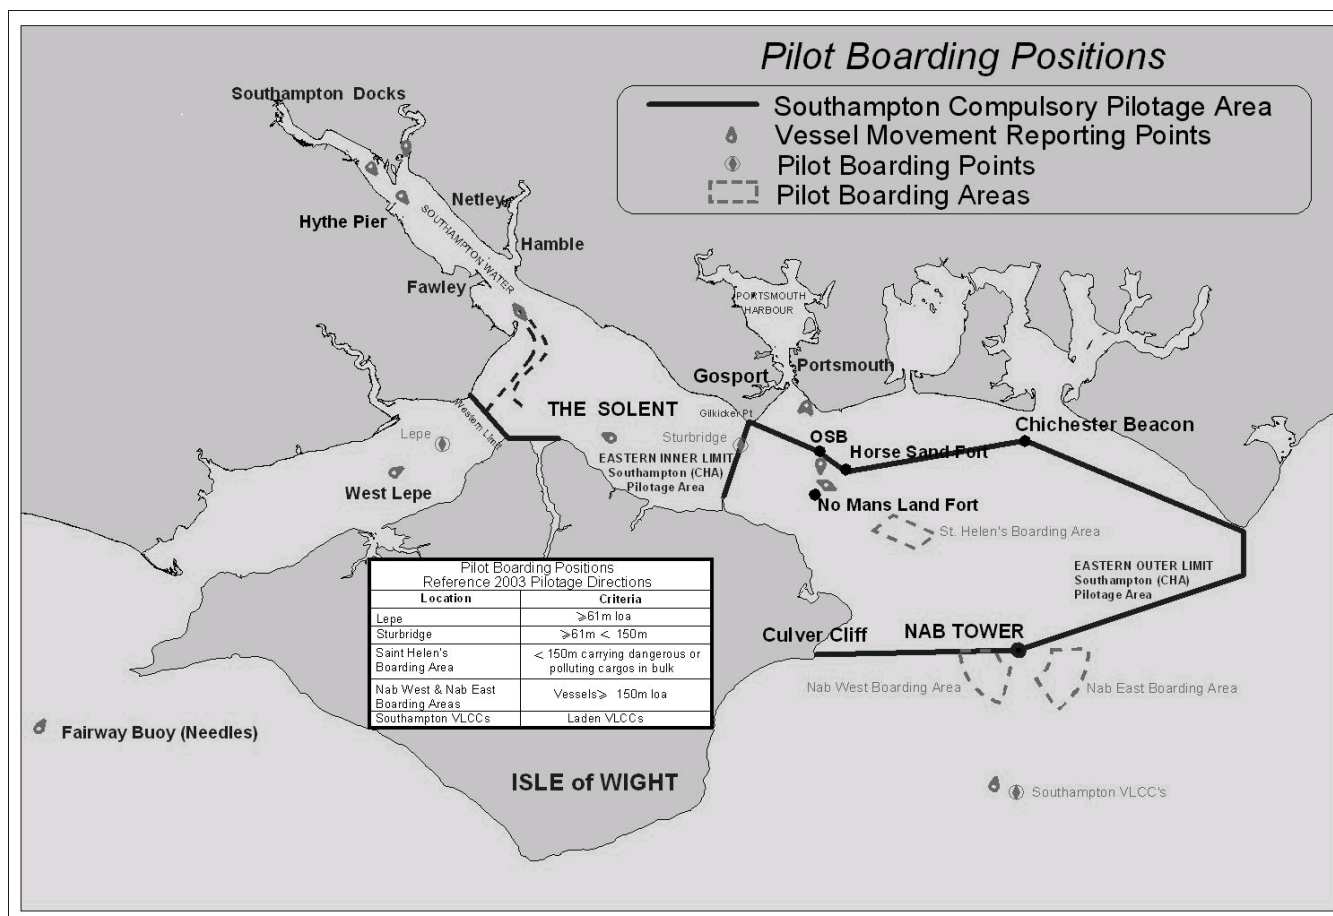 Pilot Boarding Positions
Southampton Compulsory Pilotage Area
Vessel Movement Reporting Points
Pilot Boarding Points
Pilot Boarding Areas
Southampton Docks
Netley
SOUTHAMPTON WATER
Hythe Pier
Hamble
Fawley
PORTSMOUTH
HARBOUR
Portsmouth
Gosport
THE SOLENT
Gilkicker Pt
Western Limit
Lepe
Sturbridge
OSB
Chichester Beacon
Horse Sand Fort
EASTERN INNER LIMIT
Southampton (CHA)
Pilotage Area
West Lepe
No Mans Land Fort
St. Helen's Boarding Area
EASTERN OUTER LIMIT
Southampton (CHA)
Pilotage Area
Pilot Boarding Positions
Reference 2003 Pilotage Directions
Location Criteria
Lepe ⩾61m loa
Sturbridge ⩾61m < 150m
Saint Helen's
Boarding Area
< 150m carrying dangerous or
polluting cargos in bulk
Nab West & Nab East
Boarding Areas
Vessels⩾ 150m loa
Southampton VLCCs Laden VLCCs
Culver Cliff
NAB TOWER
Nab West Boarding Area
Nab East Boarding Area
Fairway Buoy (Needles)
ISLE of WIGHT
Southampton VLCC's